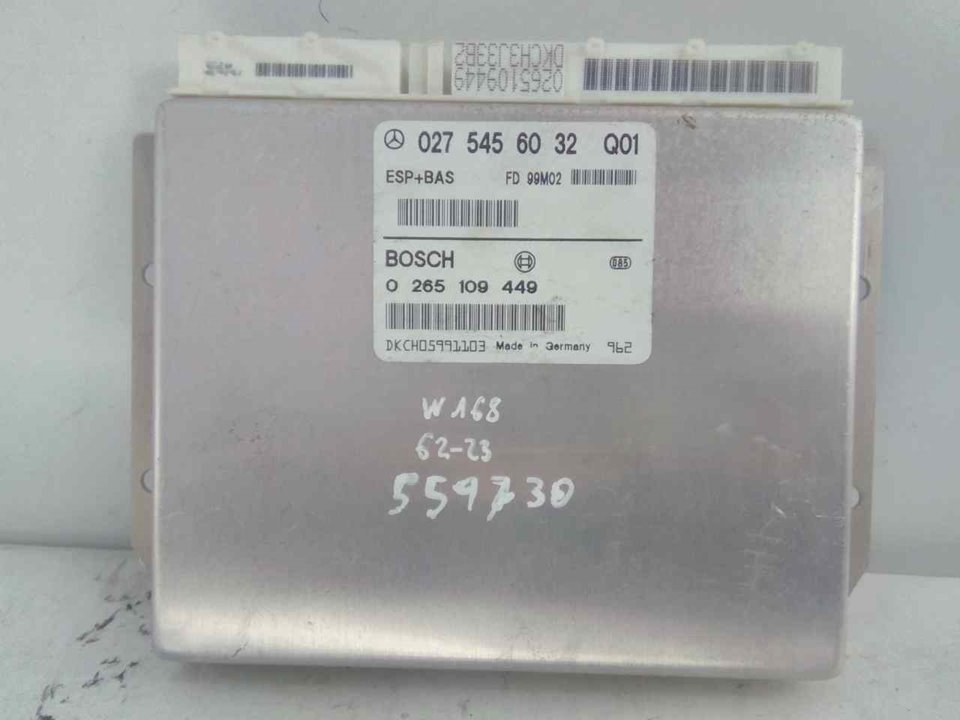 DKCH3J33B2
0265109449
027 545 60 32 Q01
ESP+BAS FD 99M02
BOSCH 085
0 265 109 449
DKCH05991103 Made in Germany 962
W168
62-23
559730